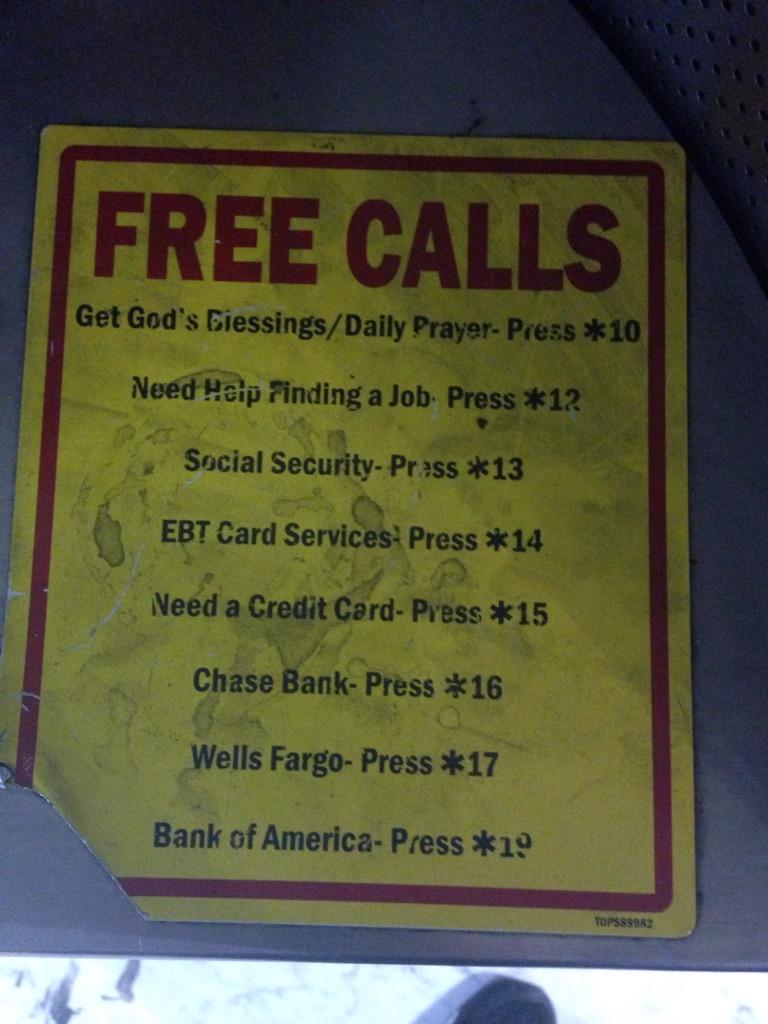 FREE CALLS
Get God's Blessings/Daily Prayer- Press *10
Need Help Finding a Job- Press *12
Social Security- Press *13
EBT Card Services- Press *14
Need a Credit Card- Press *15
Chase Bank- Press *16
Wells Fargo- Press *17
Bank of America- Press *19
TOPS89982